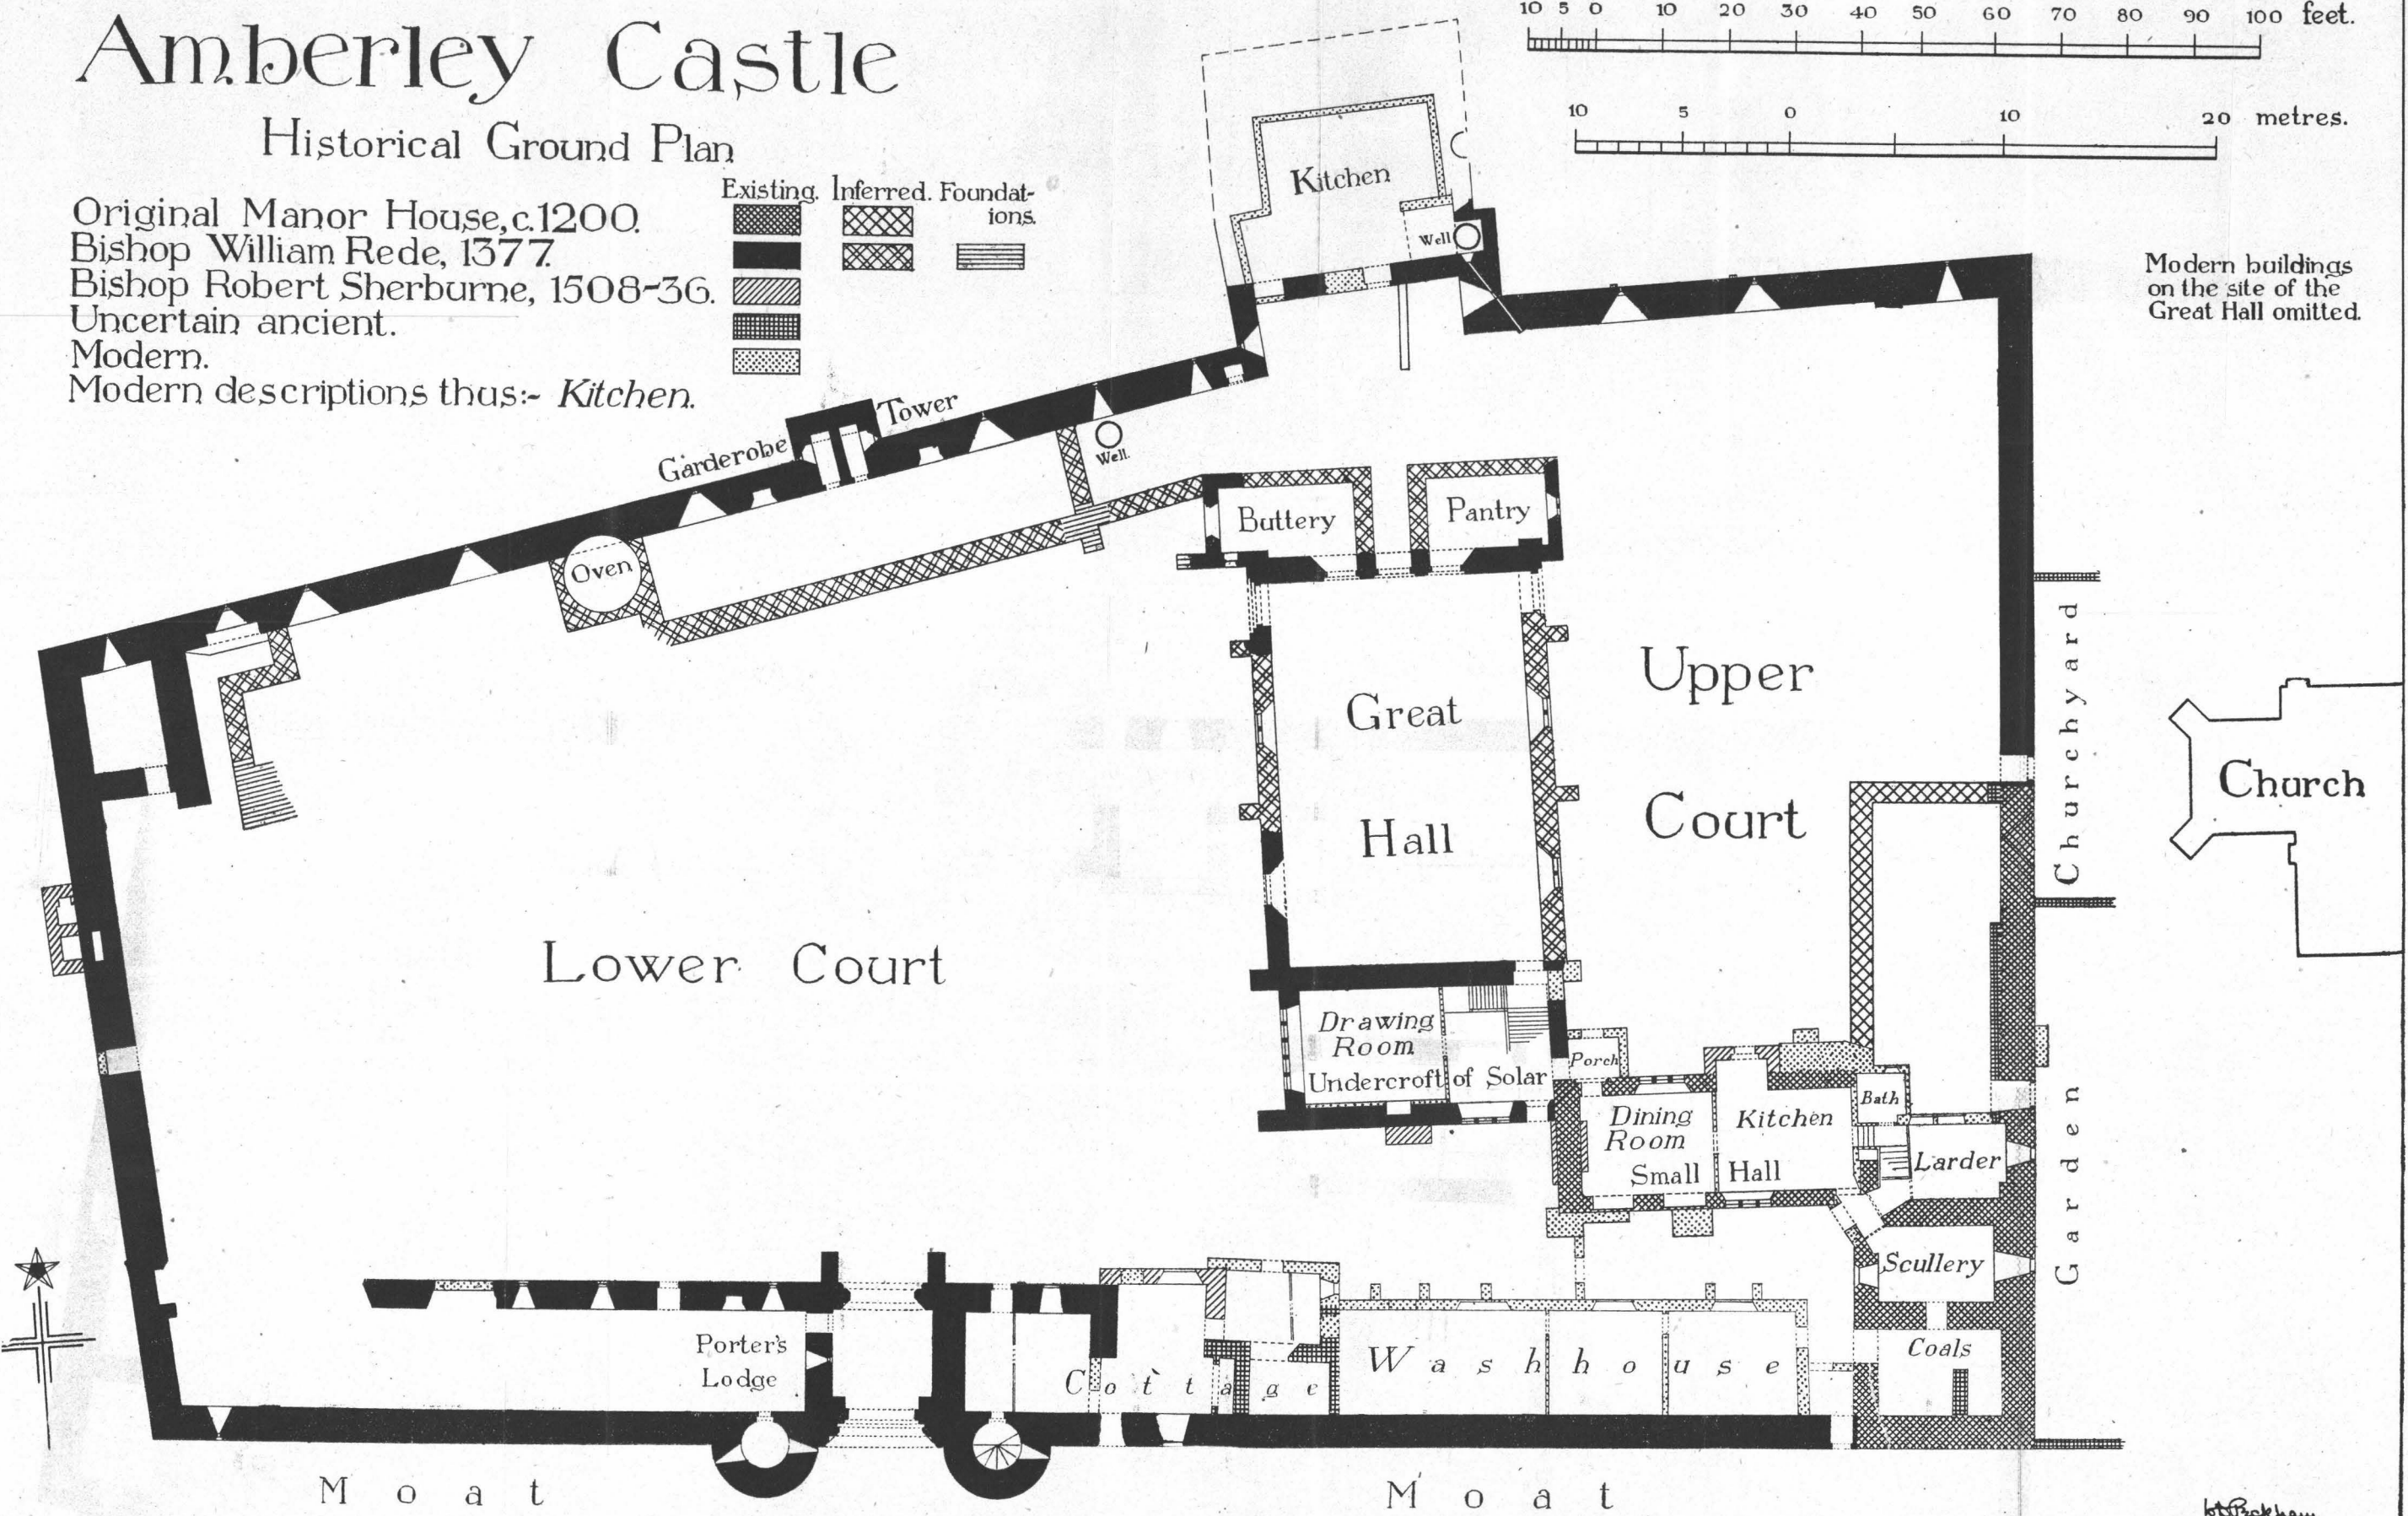 Amberley Castle
Historical Ground Plan
Existing. Inferred. Foundat-
ions.
Original Manor House, c.1200.
Bishop William Rede, 1377.
Bishop Robert Sherburne, 1508-36.
Uncertain ancient.
Modern.
Modern descriptions thus:- Kitchen.
10 5 0 10 20 30 40 50 60 70 80 90 100 feet.
10 5 0 10 20 metres.
Modern buildings
on the site of the
Great Hall omitted.
Kitchen
Well
Garderobe Tower
Well.
Oven
Buttery
Pantry
Great
Hall
Upper
Court
Churchyard
Church
Lower Court
Drawing
Room
Undercroft of Solar
Porch
Dining
Room
Kitchen
Small Hall
Bath
Larder
Garden
Scullery
Coals
Porter's
Lodge
Cottage
Washhouse
Moat
Moat